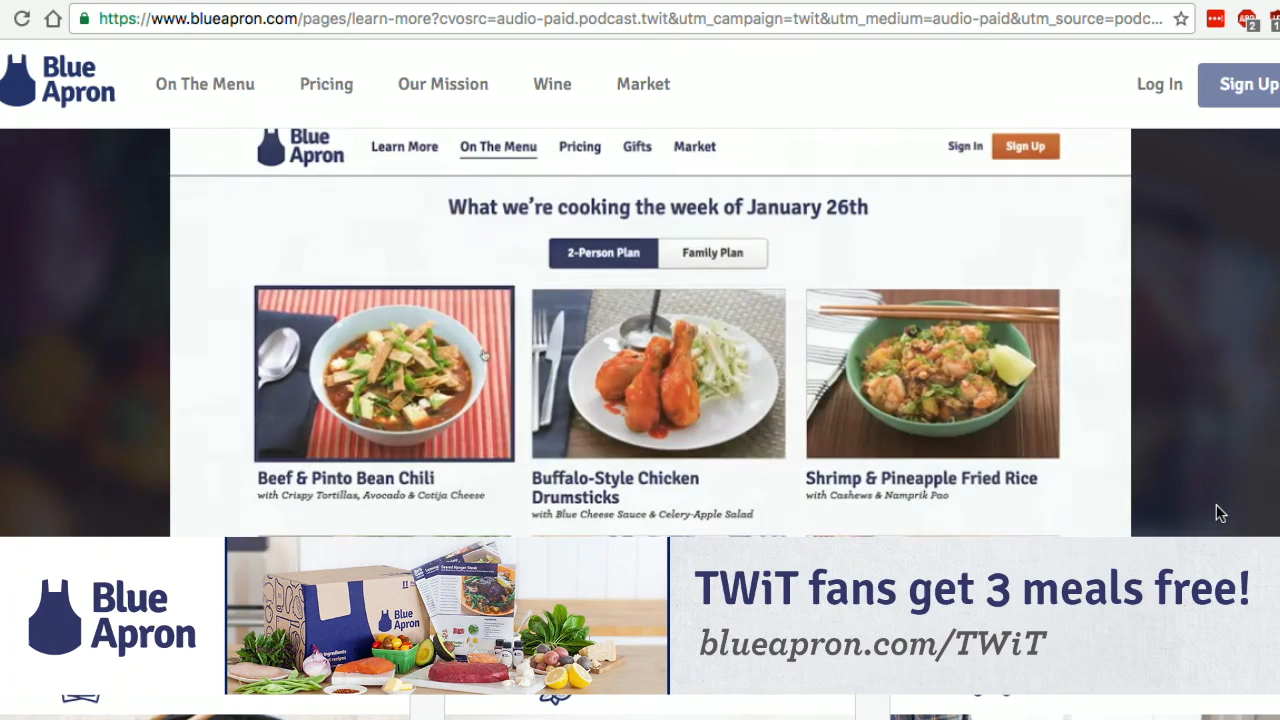 https://www.blueapron.com/pages/learn-more?cvosrc=audio-paid.podcast.twit&utm_campaign=twit&utm_medium=audio-paid&utm_source=podc...
2
1
Blue
Apron
On The Menu
Pricing
Our Mission
Wine
Market
Log In
Sign Up
Blue
Apron
Learn More
On The Menu
Pricing
Gifts
Market
Sign In
Sign Up
What we're cooking the week of January 26th
2-Person Plan
Family Plan
Beef & Pinto Bean Chili
with Crispy Tortillas, Avocado & Cotija Cheese
Buffalo-Style Chicken
Drumsticks
with Blue Cheese Sauce & Celery-Apple Salad
Shrimp & Pineapple Fried Rice
with Cashews & Namprik Pao
Blue
Apron
Blue
Apron
TWiT fans get 3 meals free!
blueapron.com/TWiT